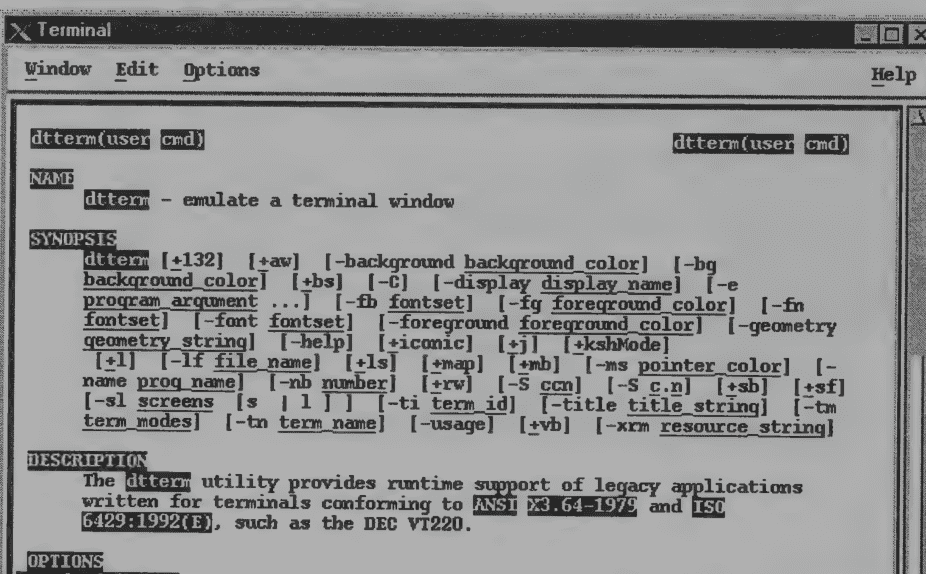 Terminal
Window Edit Options Help
dtterm(user cmd) dtterm(user cmd)
NAME
dtterm - emulate a terminal window
SYNOPSIS
dtterm [+132] [+aw] [-background background_color] [-bg
background_color] [+bs] [-C] [-display display_name] [-e
program_argument ...] [-fb fontset] [-fg foreground_color] [-fn
fontset] [-font fontset] [-foreground foreground_color] [-geometry
geometry_string] [-help] [+iconic] [+j] [+kshMode]
[+l] [-lf file_name] [+ls] [+map] [+mb] [-ms pointer_color] [-
name prog_name] [-nb number] [+rw] [-S ccn] [-S c.n] [+sb] [+sf]
[-sl screens [s | l ] ] [-ti term_id] [-title title_string] [-tm
term_modes] [-tn term_name] [-usage] [+vb] [-xrm resource_string]
DESCRIPTION
The dtterm utility provides runtime support of legacy applications
written for terminals conforming to ANSI X3.64-1979 and ISO
6429:1992(E), such as the DEC VT220.
OPTIONS